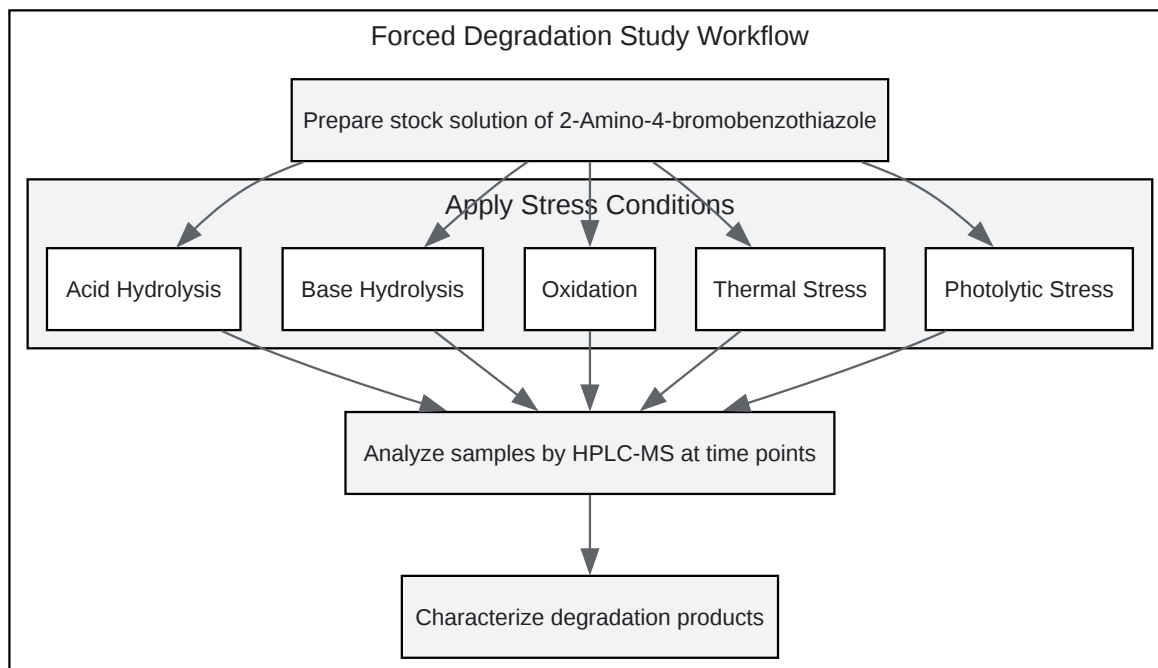 Forced Degradation Study Workflow
Prepare stock solution of 2-Amino-4-bromobenzothiazole
Apply Stress Conditions
Acid Hydrolysis
Base Hydrolysis
Oxidation
Thermal Stress
Photolytic Stress
Analyze samples by HPLC-MS at time points
Characterize degradation products